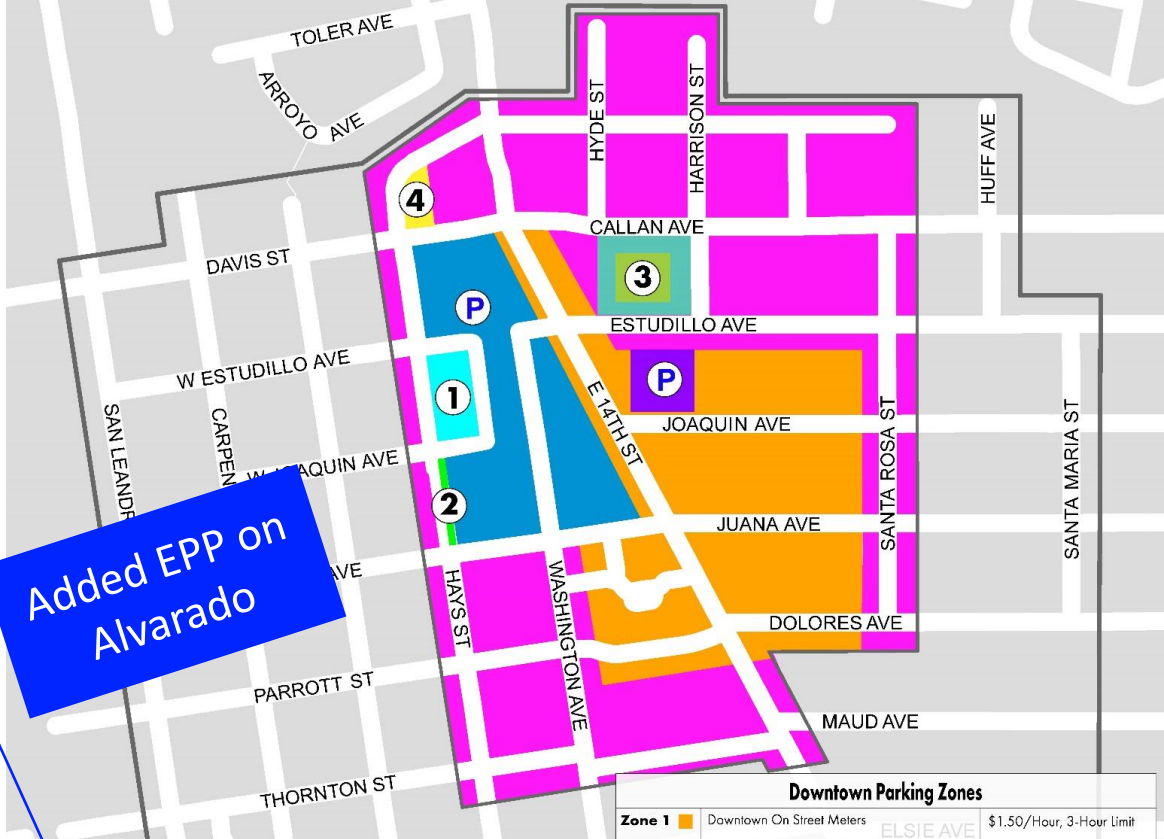 TOLER AVE
ARROYO AVE
HYDE ST
HARRISON ST
HUFF AVE
4
CALLAN AVE
DAVIS ST
3
P
ESTUDILLO AVE
W ESTUDILLO AVE
P
1
E 14TH ST
JOAQUIN AVE
SANTA ROSA ST
SANTA MARIA ST
SAN LEANDR
CARPEN
W JOAQUIN AVE
2
JUANA AVE
Added EPP on
Alvarado
AVE
HAYS ST
WASHINGTON AVE
DOLORES AVE
PARROTT ST
MAUD AVE
THORNTON ST
Downtown Parking Zones
Zone 1 Downtown On Street Meters $1.50/Hour, 3-Hour Limit
ELSIE AVE